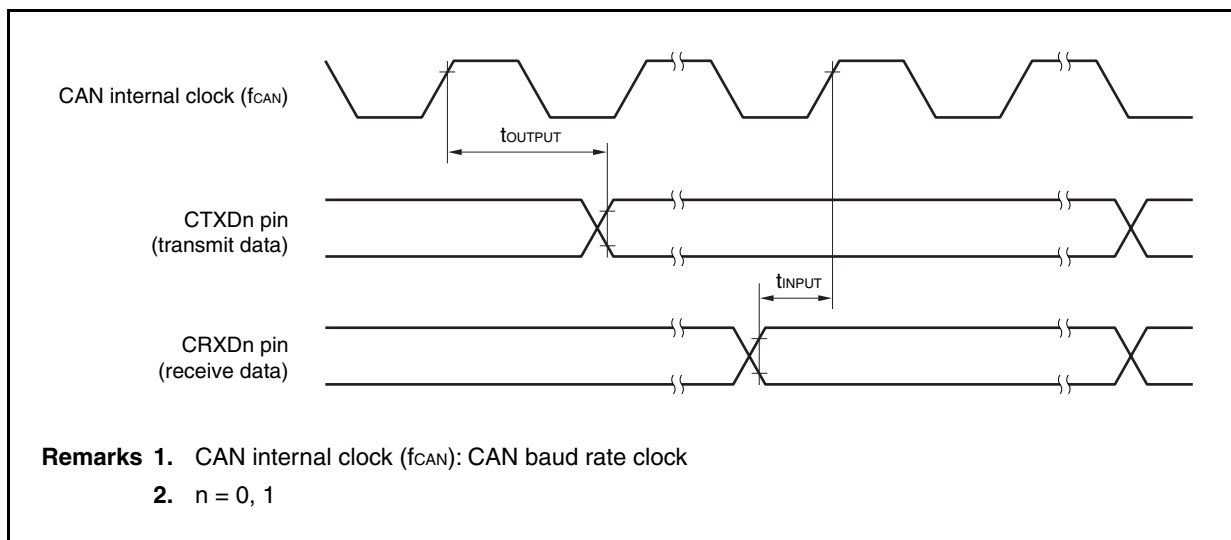 CAN internal clock (fCAN)
tOUTPUT
CTXDn pin
(transmit data)
tINPUT
CRXDn pin
(receive data)
Remarks 1. CAN internal clock (fCAN): CAN baud rate clock
2. n = 0, 1